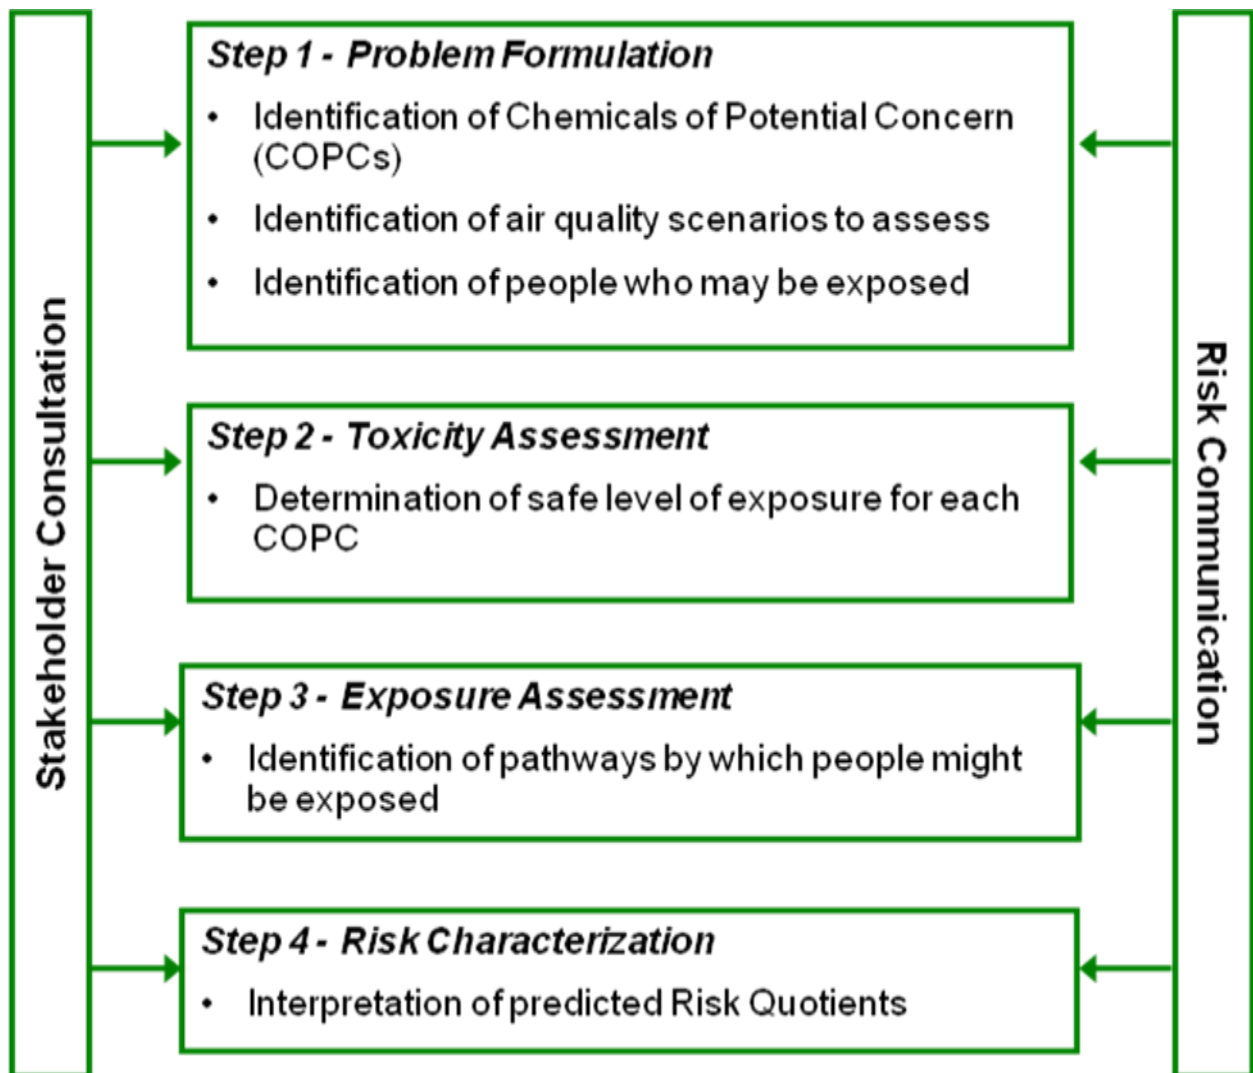 Stakeholder Consultation
Step 1 - Problem Formulation
• Identification of Chemicals of Potential Concern
(COPCs)
• Identification of air quality scenarios to assess
• Identification of people who may be exposed
Step 2 - Toxicity Assessment
• Determination of safe level of exposure for each
COPC
Step 3 - Exposure Assessment
• Identification of pathways by which people might
be exposed
Step 4 - Risk Characterization
• Interpretation of predicted Risk Quotients
Risk Communication